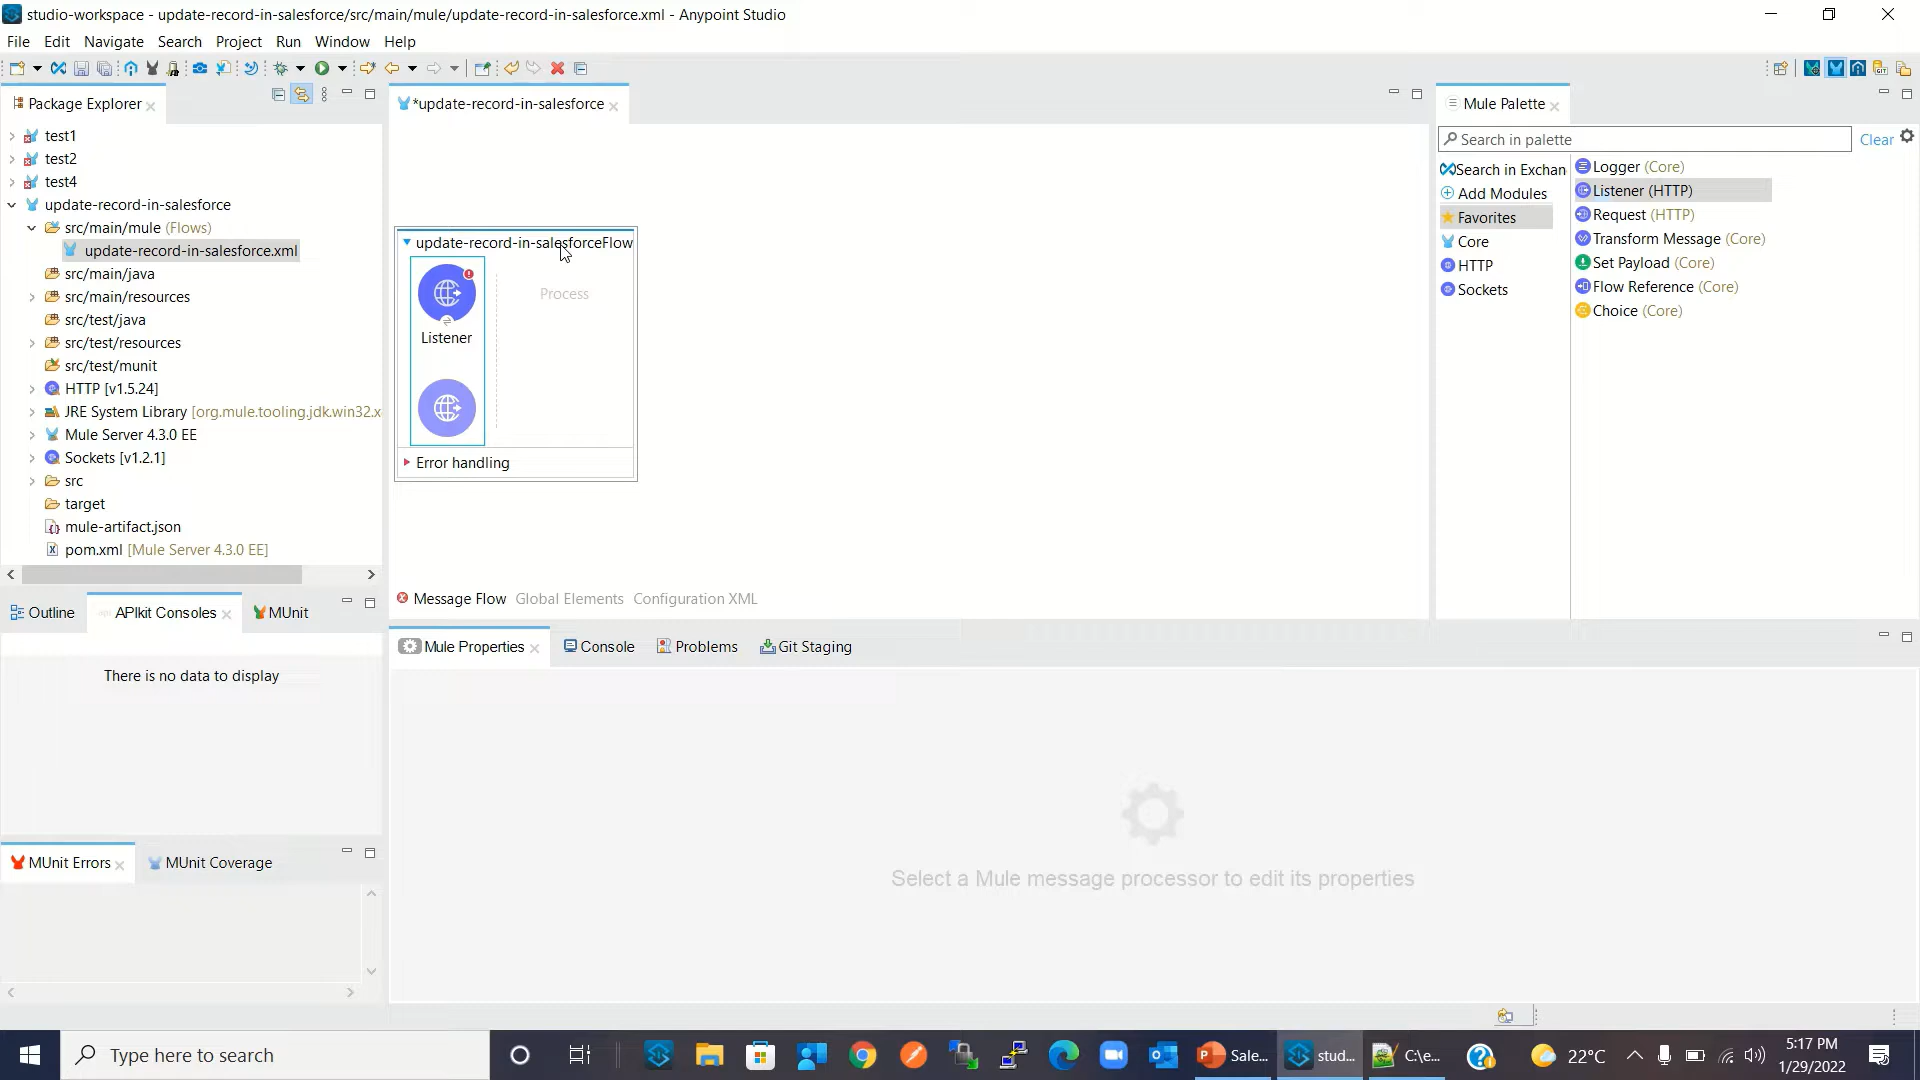 studio-workspace - update-record-in-salesforce/src/main/mule/update-record-in-salesforce.xml - Anypoint Studio
File Edit Navigate Search Project Run Window Help
Package Explorer
test1
test2
test4
update-record-in-salesforce
src/main/mule (Flows)
update-record-in-salesforce.xml
src/main/java
src/main/resources
src/test/java
src/test/resources
src/test/munit
HTTP [v1.5.24]
JRE System Library [org.mule.tooling.jdk.win32.x
Mule Server 4.3.0 EE
Sockets [v1.2.1]
src
target
mule-artifact.json
pom.xml [Mule Server 4.3.0 EE]
*update-record-in-salesforce
update-record-in-salesforceFlow
Process
Listener
Error handling
Message Flow Global Elements Configuration XML
Mule Palette
Search in palette
Clear
Search in Exchan
Add Modules
Favorites
Core
HTTP
Sockets
Logger (Core)
Listener (HTTP)
Request (HTTP)
Transform Message (Core)
Set Payload (Core)
Flow Reference (Core)
Choice (Core)
Outline APIkit Consoles MUnit
There is no data to display
MUnit Errors MUnit Coverage
Mule Properties Console Problems Git Staging
Select a Mule message processor to edit its properties
Type here to search
Sale...
stud...
C:\e...
22°C
5:17 PM
1/29/2022